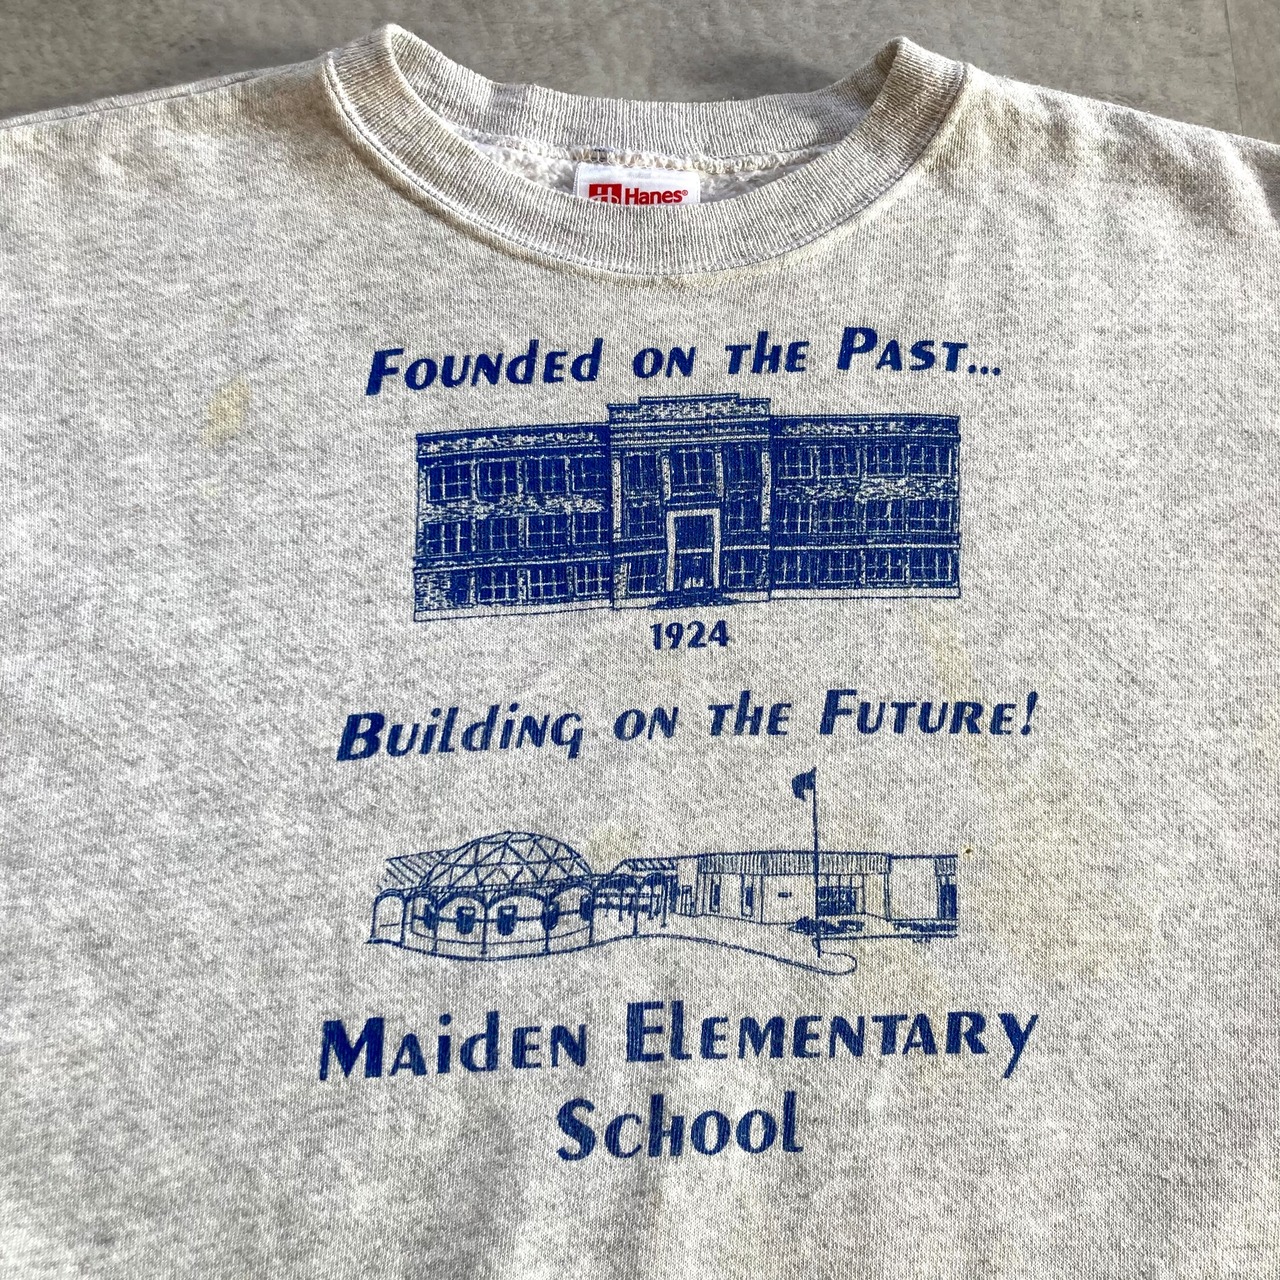 Hanes®
Founded on the Past...
1924
Building on the Future!
Maiden Elementary
School